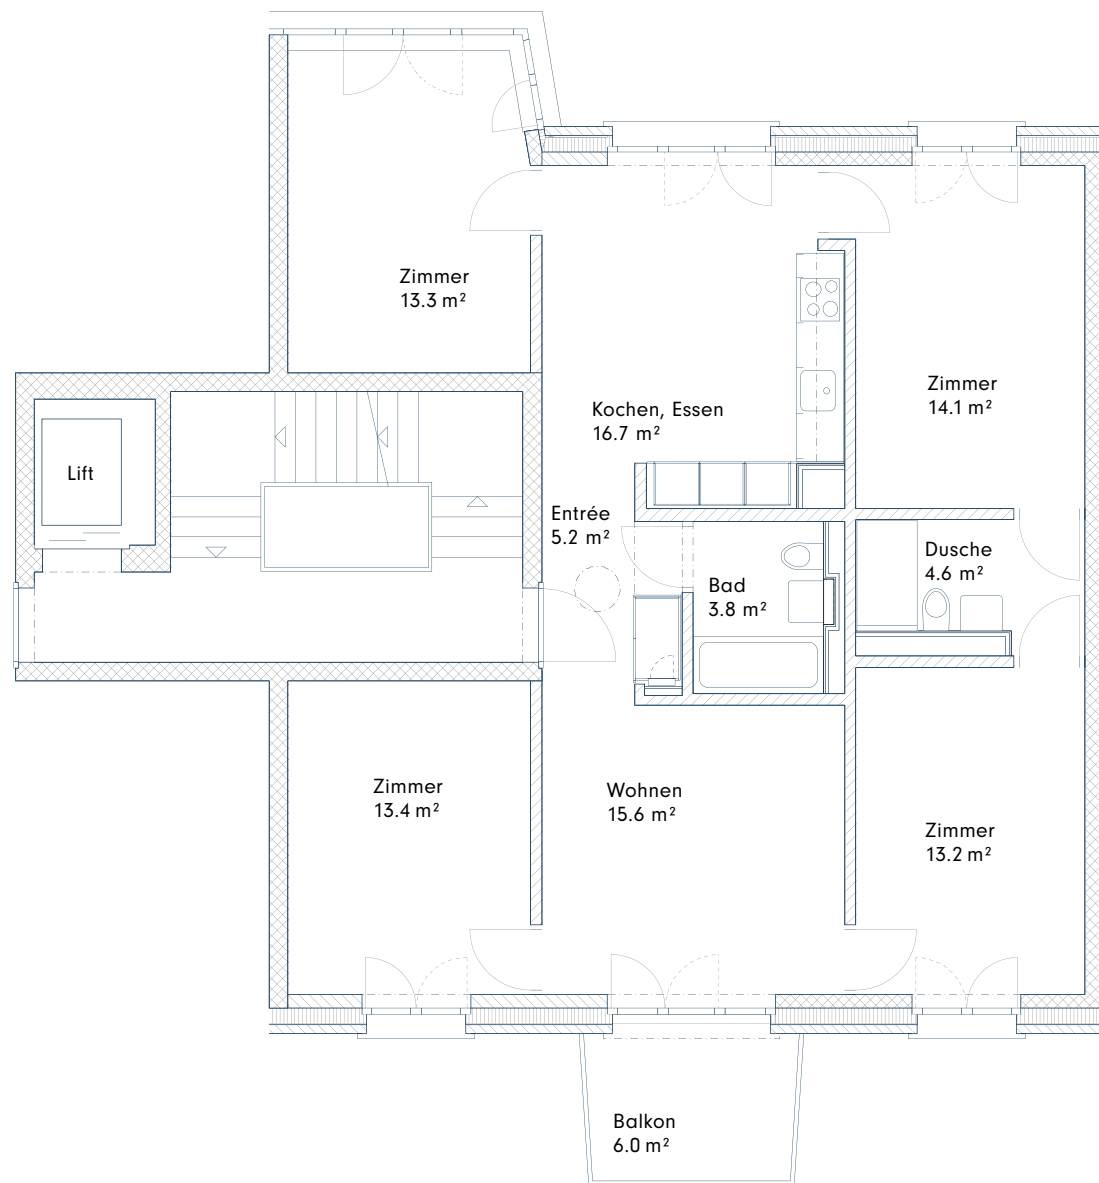 Zimmer
13.3 m²
Zimmer
14.1 m²
Kochen, Essen
16.7 m²
Lift
Entrée
5.2 m²
Dusche
4.6 m²
Bad
3.8 m²
Zimmer
13.4 m²
Wohnen
15.6 m²
Zimmer
13.2 m²
Balkon
6.0 m²